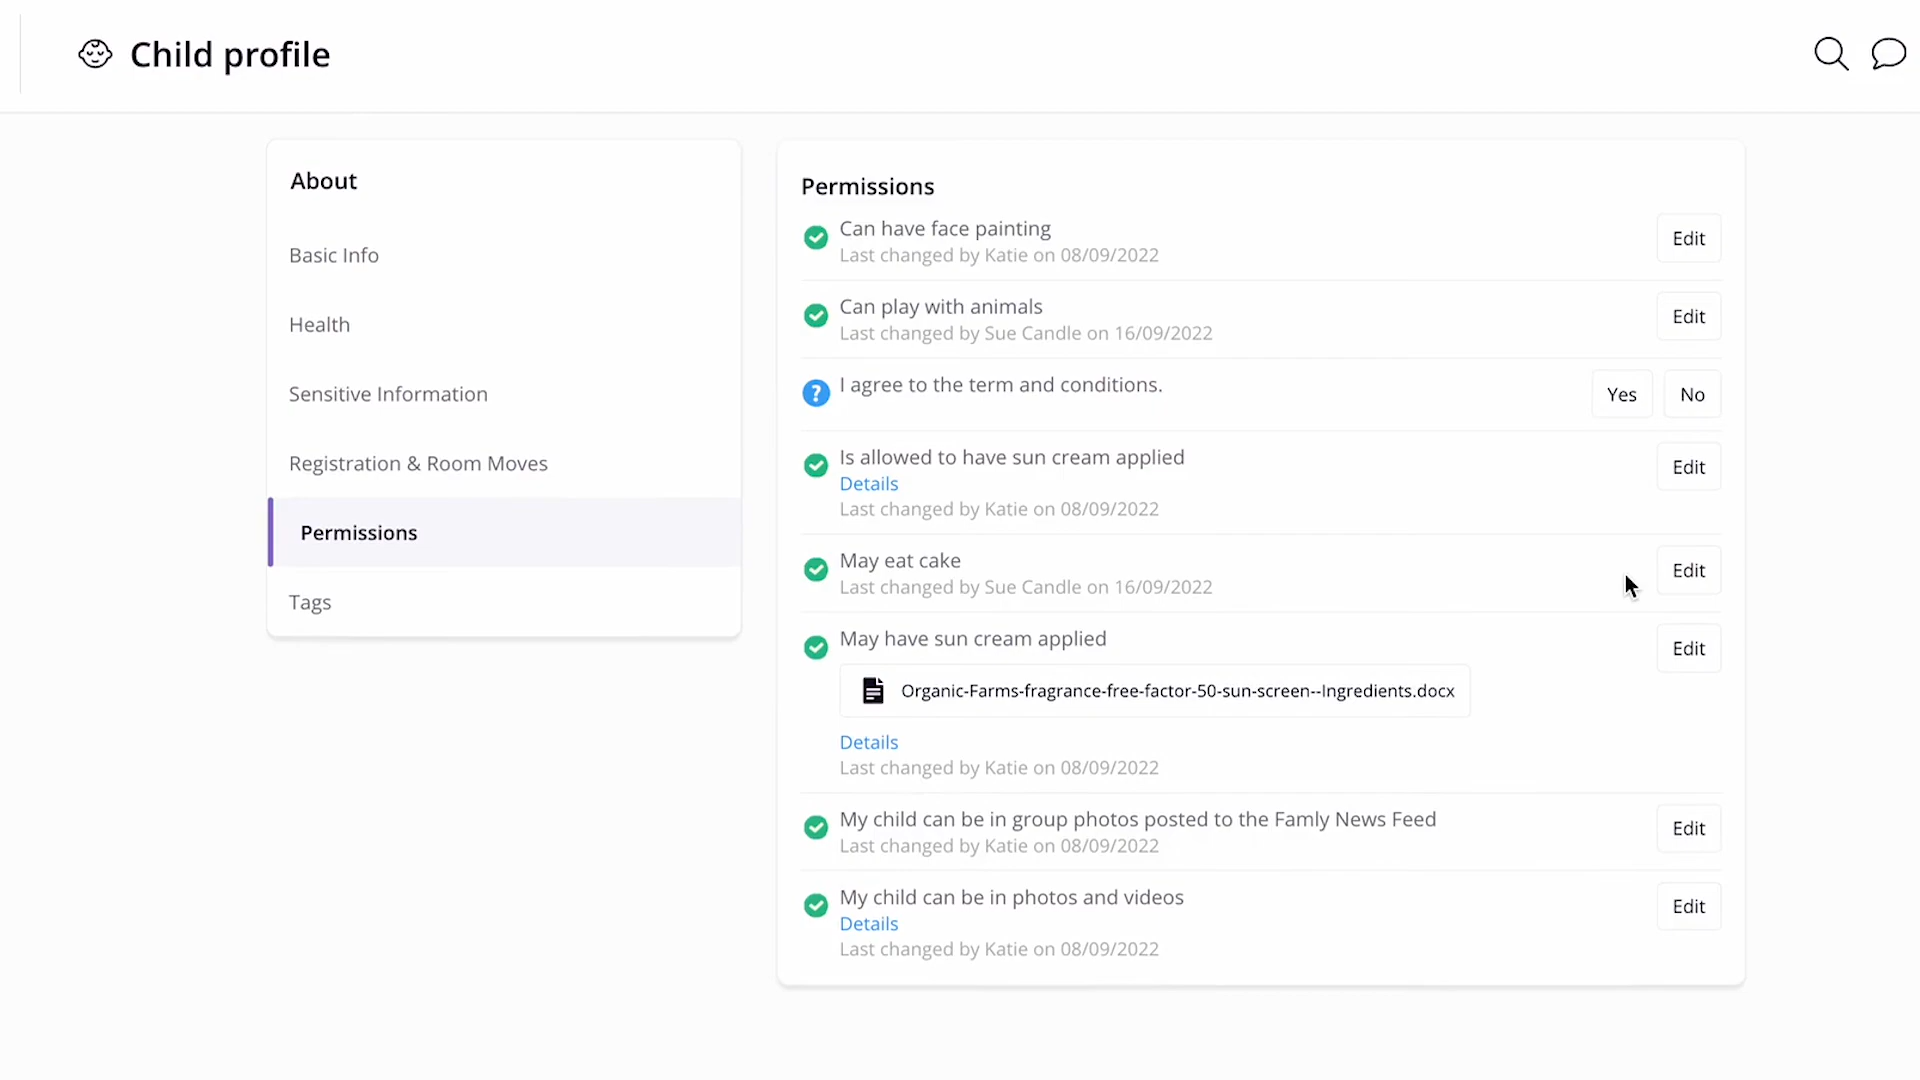 Child profile
About
Basic Info
Health
Sensitive Information
Registration & Room Moves
Permissions
Tags
Permissions
Can have face painting
Last changed by Katie on 08/09/2022
Edit
Can play with animals
Last changed by Sue Candle on 16/09/2022
Edit
I agree to the term and conditions.
Yes
No
Is allowed to have sun cream applied
Details
Last changed by Katie on 08/09/2022
Edit
May eat cake
Last changed by Sue Candle on 16/09/2022
Edit
May have sun cream applied
Organic-Farms-fragrance-free-factor-50-sun-screen--Ingredients.docx
Details
Last changed by Katie on 08/09/2022
Edit
My child can be in group photos posted to the Famly News Feed
Last changed by Katie on 08/09/2022
Edit
My child can be in photos and videos
Details
Last changed by Katie on 08/09/2022
Edit